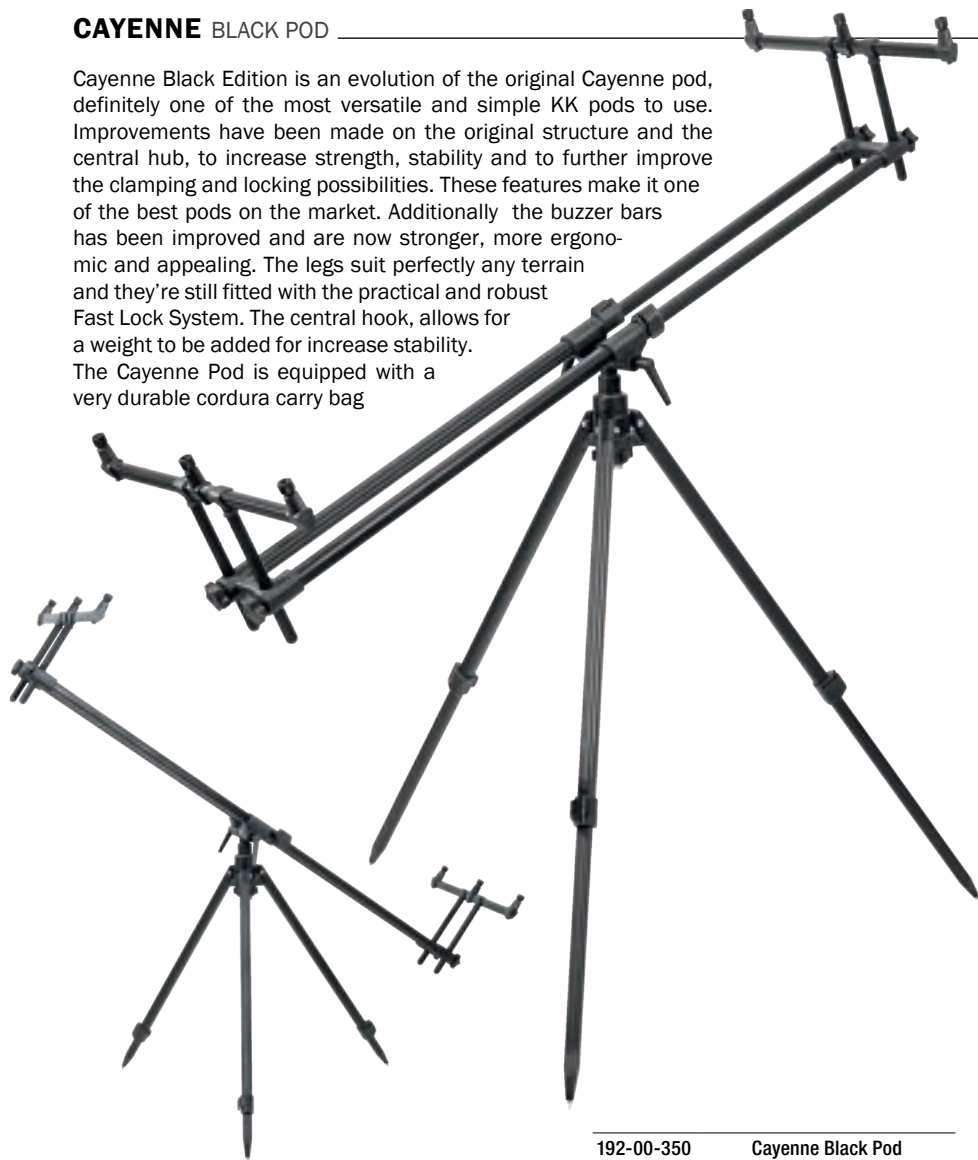 CAYENNE BLACK POD
Cayenne Black Edition is an evolution of the original Cayenne pod,
definitely one of the most versatile and simple KK pods to use.
Improvements have been made on the original structure and the
central hub, to increase strength, stability and to further improve
the clamping and locking possibilities. These features make it one
of the best pods on the market. Additionally the buzzer bars
has been improved and are now stronger, more ergono-
mic and appealing. The legs suit perfectly any terrain
and they're still fitted with the practical and robust
Fast Lock System. The central hook, allows for
a weight to be added for increase stability.
The Cayenne Pod is equipped with a
very durable cordura carry bag
192-00-350 Cayenne Black Pod